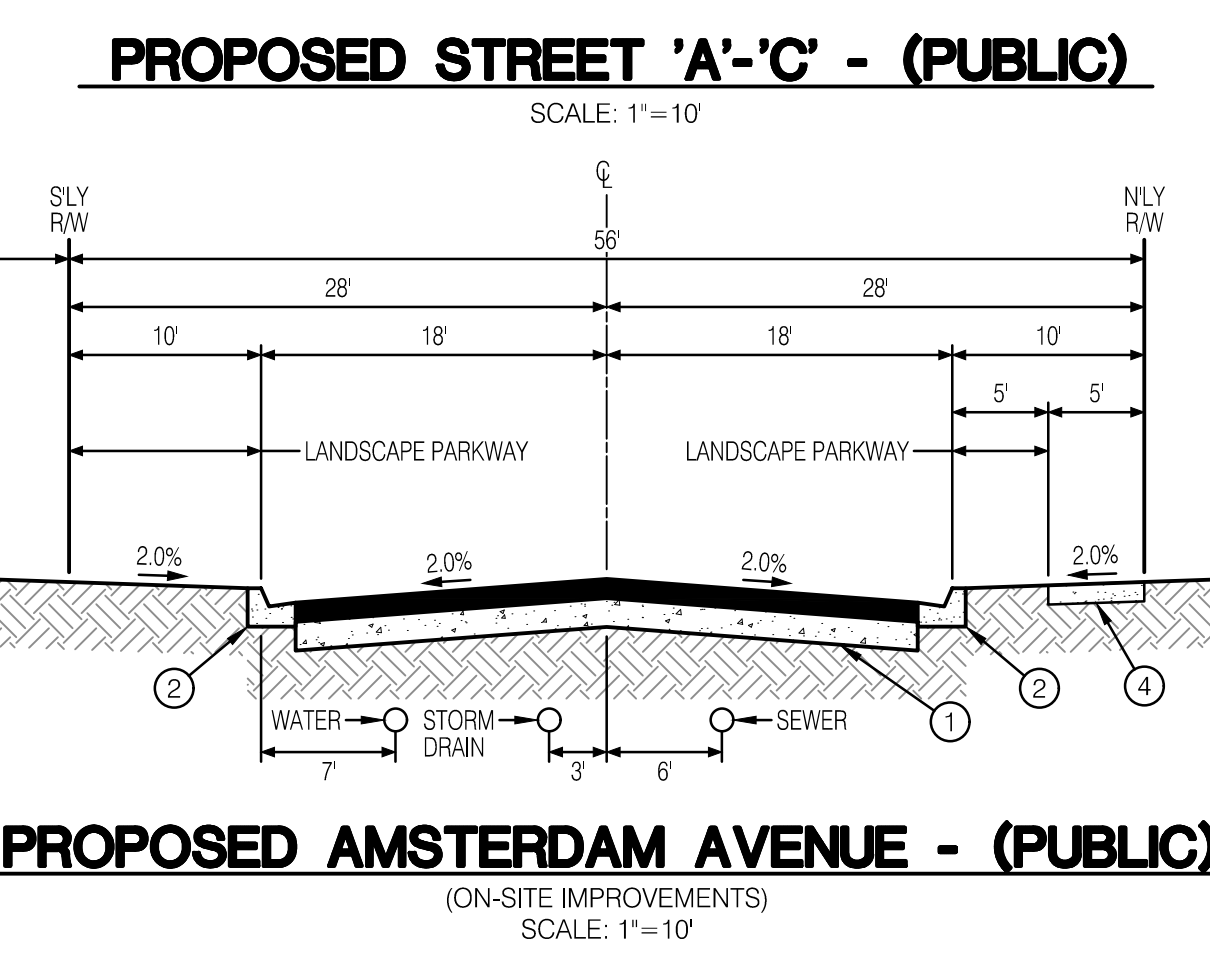 PROPOSED STREET 'A'-'C' - (PUBLIC)
SCALE: 1"=10'
S'LY
R/W
℄
N'LY
R/W
56'
28' 28'
10' 18' 18' 10'
5' 5'
LANDSCAPE PARKWAY LANDSCAPE PARKWAY
2.0% 2.0% 2.0% 2.0%
2 2 4
WATER STORM DRAIN SEWER 1
7' 3' 6'
PROPOSED AMSTERDAM AVENUE - (PUBLIC)
(ON-SITE IMPROVEMENTS)
SCALE: 1"=10'